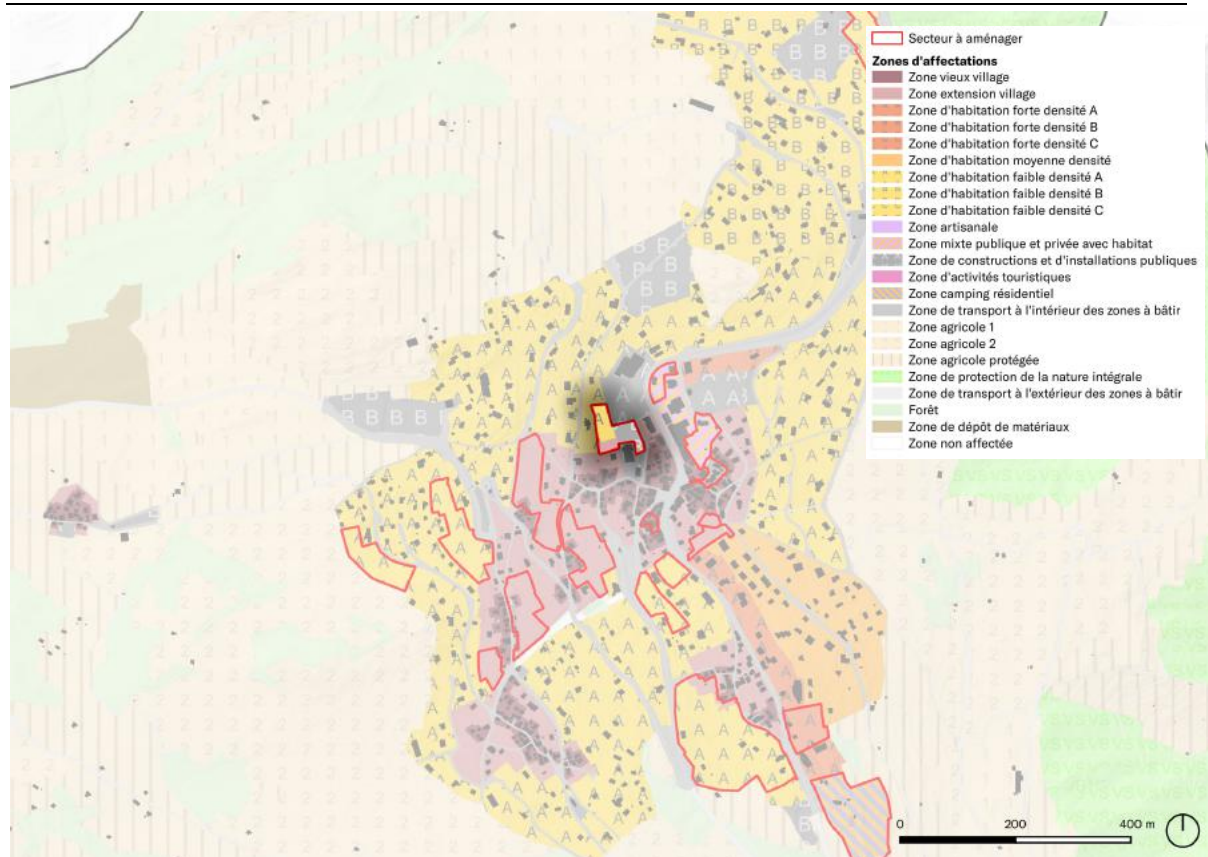 Secteur à aménager
Zones d'affectations
Zone vieux village
Zone extension village
Zone d'habitation forte densité A
Zone d'habitation forte densité B
Zone d'habitation forte densité C
Zone d'habitation moyenne densité
Zone d'habitation faible densité A
Zone d'habitation faible densité B
Zone d'habitation faible densité C
Zone artisanale
Zone mixte publique et privée avec habitat
Zone de constructions et d'installations publiques
Zone d'activités touristiques
Zone camping résidentiel
Zone de transport à l'intérieur des zones à bâtir
Zone agricole 1
Zone agricole 2
Zone agricole protégée
Zone de protection de la nature intégrale
Zone de transport à l'extérieur des zones à bâtir
Forêt
Zone de dépôt de matériaux
Zone non affectée
0 200 400 m